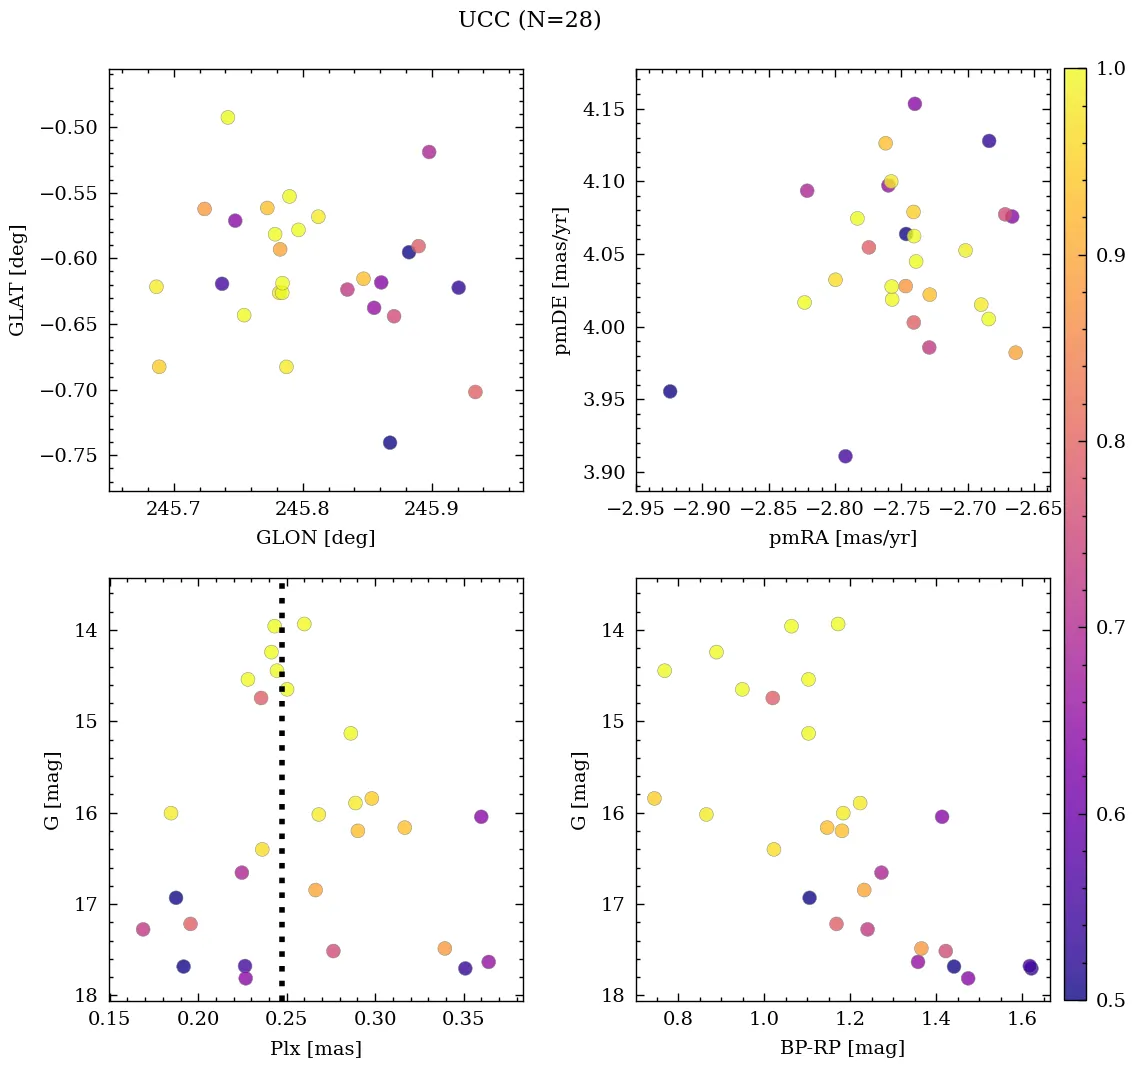 UCC (N=28)
−0.50
−0.55
−0.60
−0.65
−0.70
−0.75
GLAT [deg]
245.7 245.8 245.9
GLON [deg]
4.15
4.10
4.05
4.00
3.95
3.90
pmDE [mas/yr]
−2.95 −2.90 −2.85 −2.80 −2.75 −2.70 −2.65
pmRA [mas/yr]
14
15
16
17
18
G [mag]
0.15 0.20 0.25 0.30 0.35
Plx [mas]
14
15
16
17
18
G [mag]
0.8 1.0 1.2 1.4 1.6
BP-RP [mag]
1.0
0.9
0.8
0.7
0.6
0.5